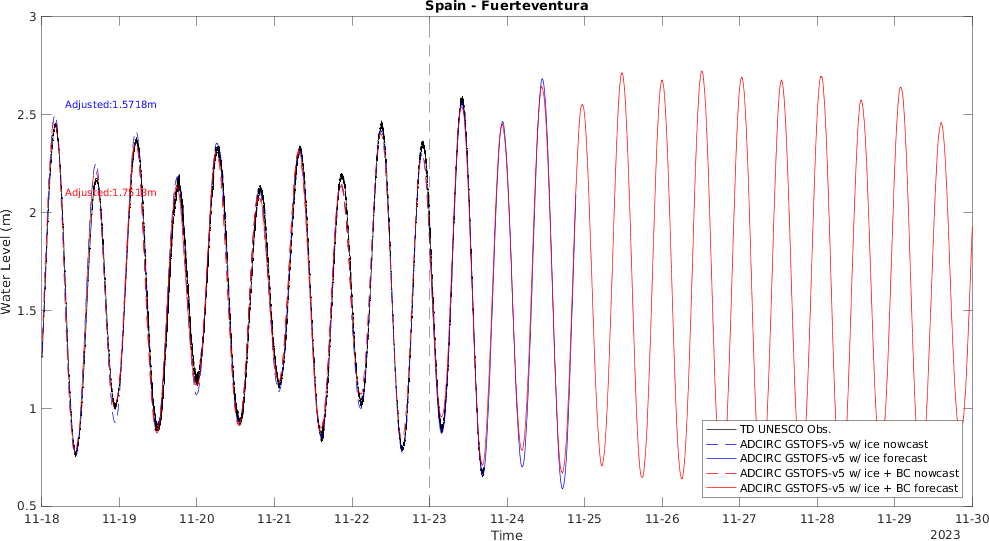 Spain - Fuerteventura
3
2.5
2
1.5
1
0.5
Water Level (m)
Adjusted:1.5718m
Adjusted:1.7518m
TD UNESCO Obs.
ADCIRC GSTOFS-v5 w/ ice nowcast
ADCIRC GSTOFS-v5 w/ ice forecast
ADCIRC GSTOFS-v5 w/ ice + BC nowcast
ADCIRC GSTOFS-v5 w/ ice + BC forecast
11-18 11-19 11-20 11-21 11-22 11-23 11-24 11-25 11-26 11-27 11-28 11-29 11-30
Time
2023